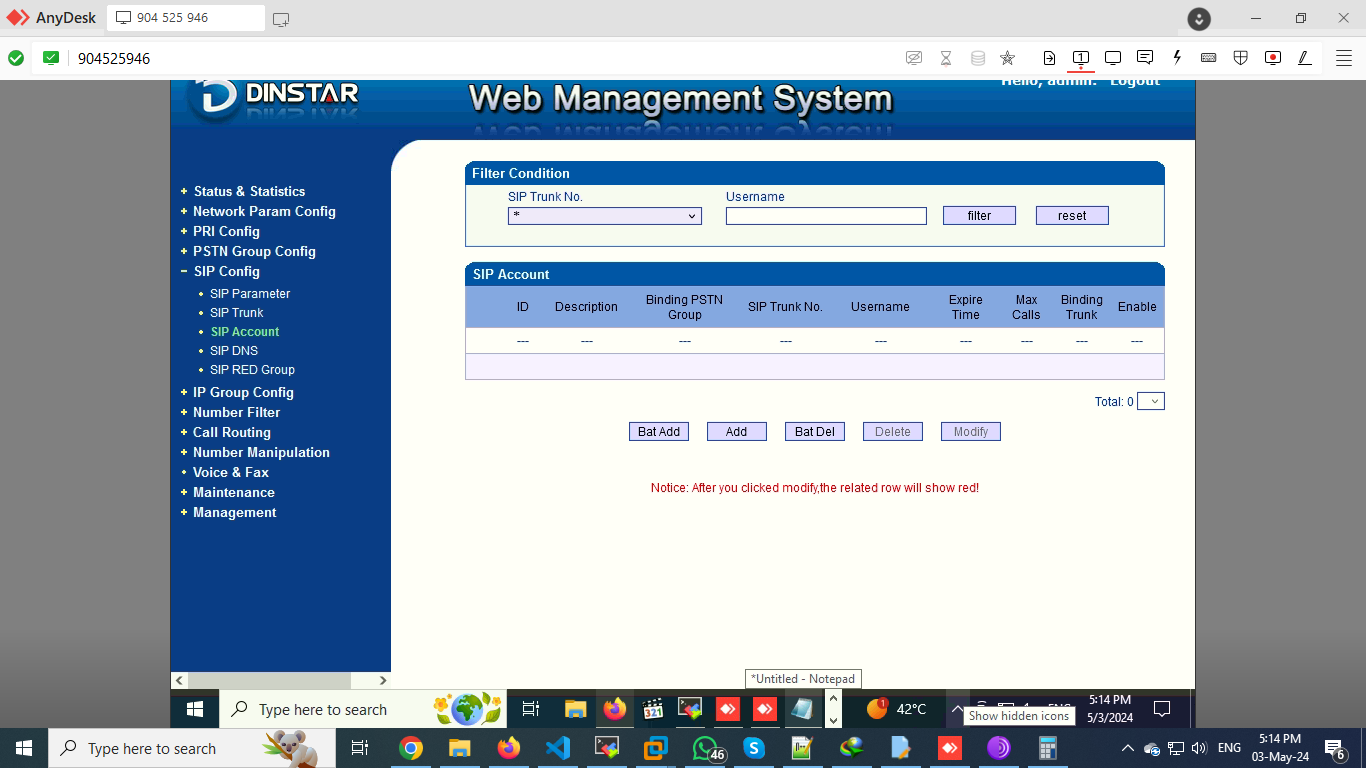 AnyDesk
904 525 946
904525946
1
DINSTAR
Web Management System
Hello, admin! Logout
+ Status & Statistics
+ Network Param Config
+ PRI Config
+ PSTN Group Config
− SIP Config
• SIP Parameter
• SIP Trunk
• SIP Account
• SIP DNS
• SIP RED Group
+ IP Group Config
+ Number Filter
+ Call Routing
+ Number Manipulation
• Voice & Fax
+ Maintenance
+ Management
Filter Condition
SIP Trunk No. Username
* filter reset
SIP Account
ID Description Binding PSTN Group SIP Trunk No. Username Expire Time Max Calls Binding Trunk Enable
--- --- --- --- --- --- --- --- ---
Total: 0
Bat Add Add Bat Del Delete Modify
Notice: After you clicked modify,the related row will show red!
*Untitled - Notepad
Type here to search
321
1
42°C
Show hidden icons
5:14 PM
5/3/2024
Type here to search
46
ENG
5:14 PM
03-May-24
6